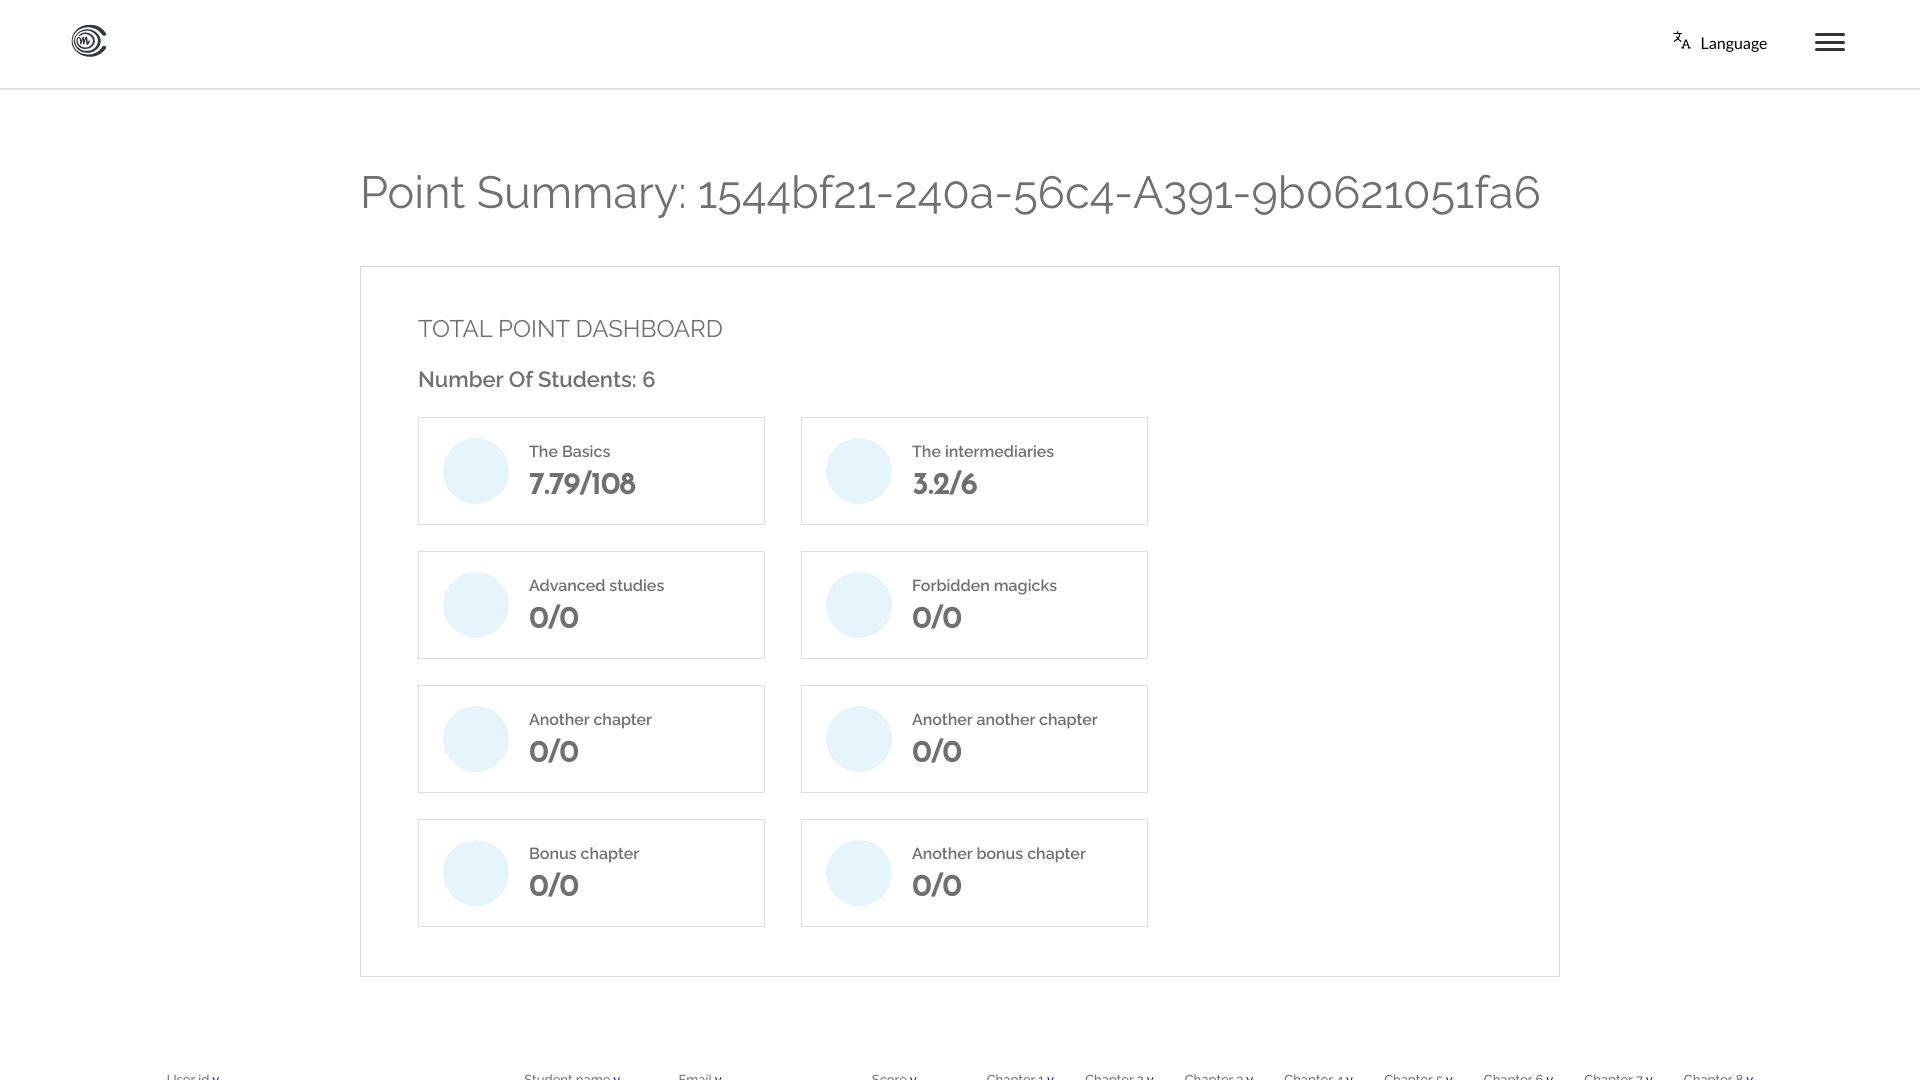 Language
Point Summary: 1544bf21-240a-56c4-A391-9b0621051fa6
TOTAL POINT DASHBOARD
Number Of Students: 6
The Basics
7.79/108
The intermediaries
3.2/6
Advanced studies
0/0
Forbidden magicks
0/0
Another chapter
0/0
Another another chapter
0/0
Bonus chapter
0/0
Another bonus chapter
0/0
User id v Student name v Email v Score v Chapter 1 v Chapter 2 v Chapter 3 v Chapter 4 v Chapter 5 v Chapter 6 v Chapter 7 v Chapter 8 v